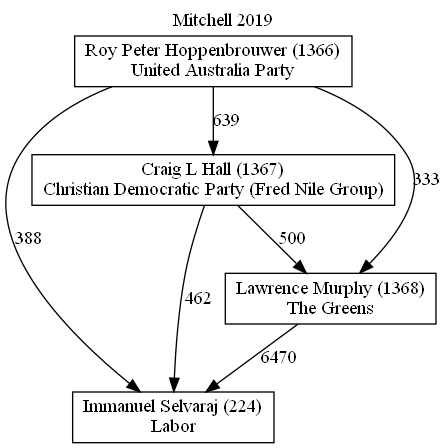 Mitchell 2019
Roy Peter Hoppenbrouwer (1366)
United Australia Party
639
Craig L Hall (1367)
Christian Democratic Party (Fred Nile Group)
333
388
500
462
Lawrence Murphy (1368)
The Greens
6470
Immanuel Selvaraj (224)
Labor